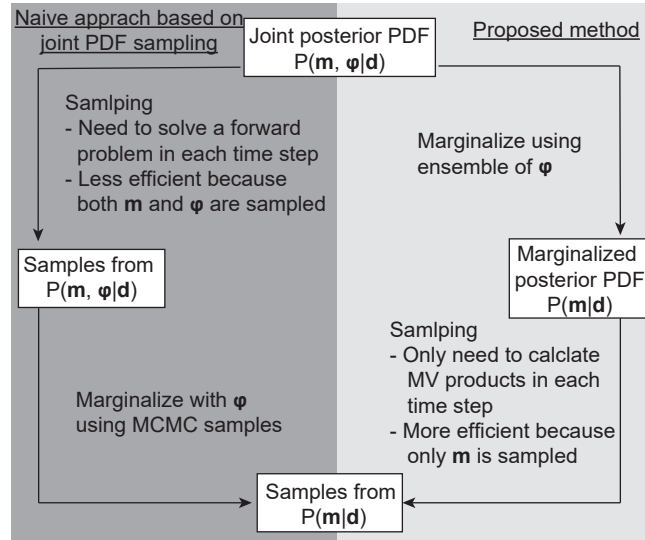 Naive apprach based on
joint PDF sampling
Joint posterior PDF
P(m, φ|d)
Proposed method
Samlping
- Need to solve a forward
problem in each time step
- Less efficient because
both m and φ are sampled
Marginalize using
ensemble of φ
Samples from
P(m, φ|d)
Marginalized
posterior PDF
P(m|d)
Samlping
- Only need to calclate
MV products in each
time step
- More efficient because
only m is sampled
Marginalize with φ
using MCMC samples
Samples from
P(m|d)